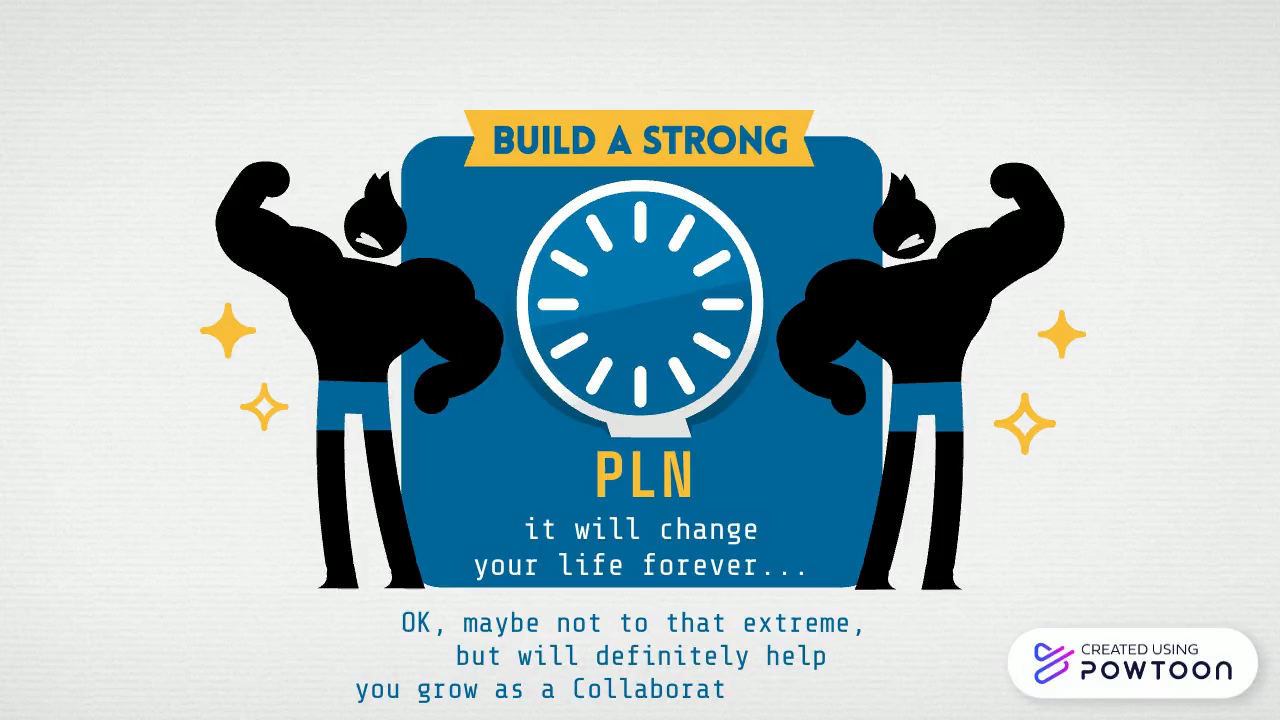 BUILD A STRONG
PLN
it will change
your life forever...
OK, maybe not to that extreme,
but will definitely help
you grow as a Collaborat
CREATED USING
POWTOON